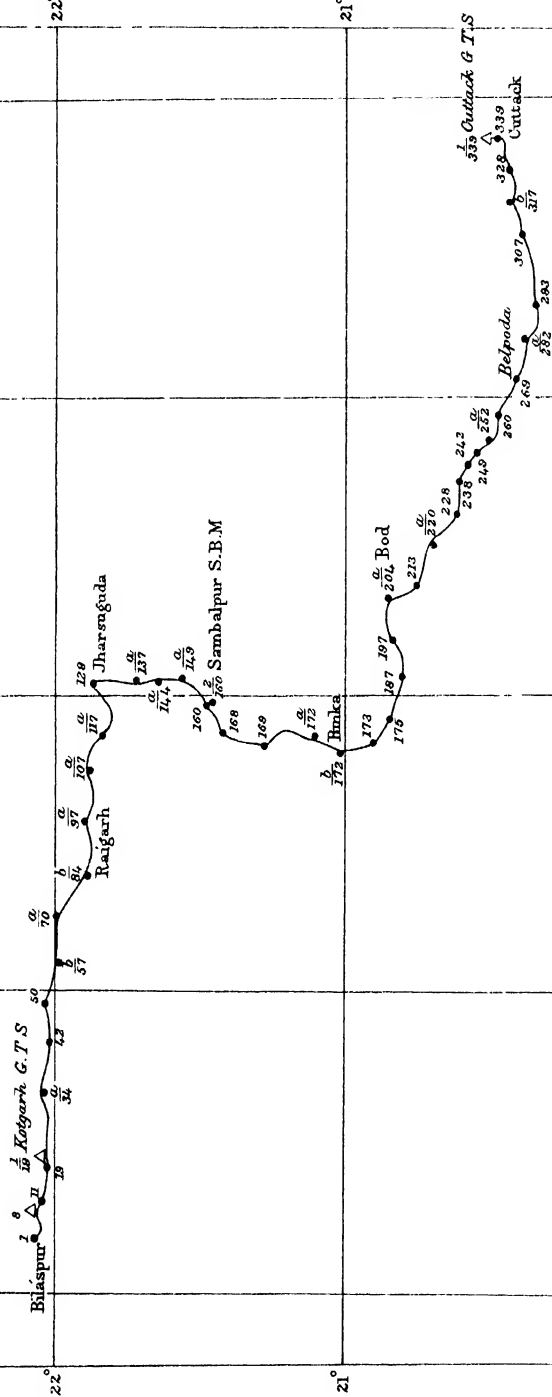 22°
21°
Bilaspur
1
8
11
1/19 Kotgarh G.T.S
19
a/34
42
50
b/57
a/70
b/84
Raigarh
a/97
a/107
a/117
129
Jharsuguda
a/137
a/144
a/149
160
2/160 Sambalpur S.B.M
168
169
a/172
b/172
Binka
173
175
187
197
a/204 Bod
213
a/220
228
238
242
249
a/252
260
269
Belpoda
a/282
293
307
b/317
328
1/339 Cuttack G T.S
339
Cuttack
22°
21°